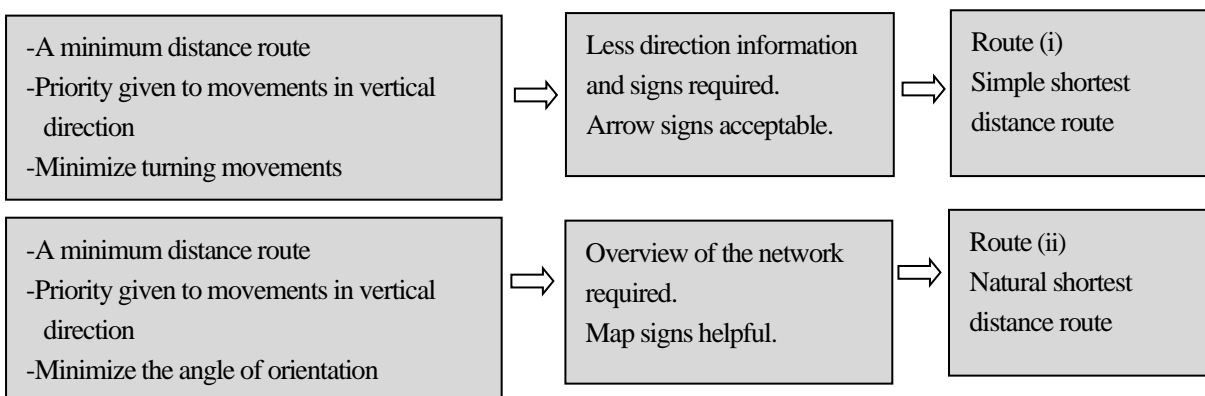 -A minimum distance route
-Priority given to movements in vertical
direction
-Minimize turning movements
Less direction information
and signs required.
Arrow signs acceptable.
Route (i)
Simple shortest
distance route
-A minimum distance route
-Priority given to movements in vertical
direction
-Minimize the angle of orientation
Overview of the network
required.
Map signs helpful.
Route (ii)
Natural shortest
distance route